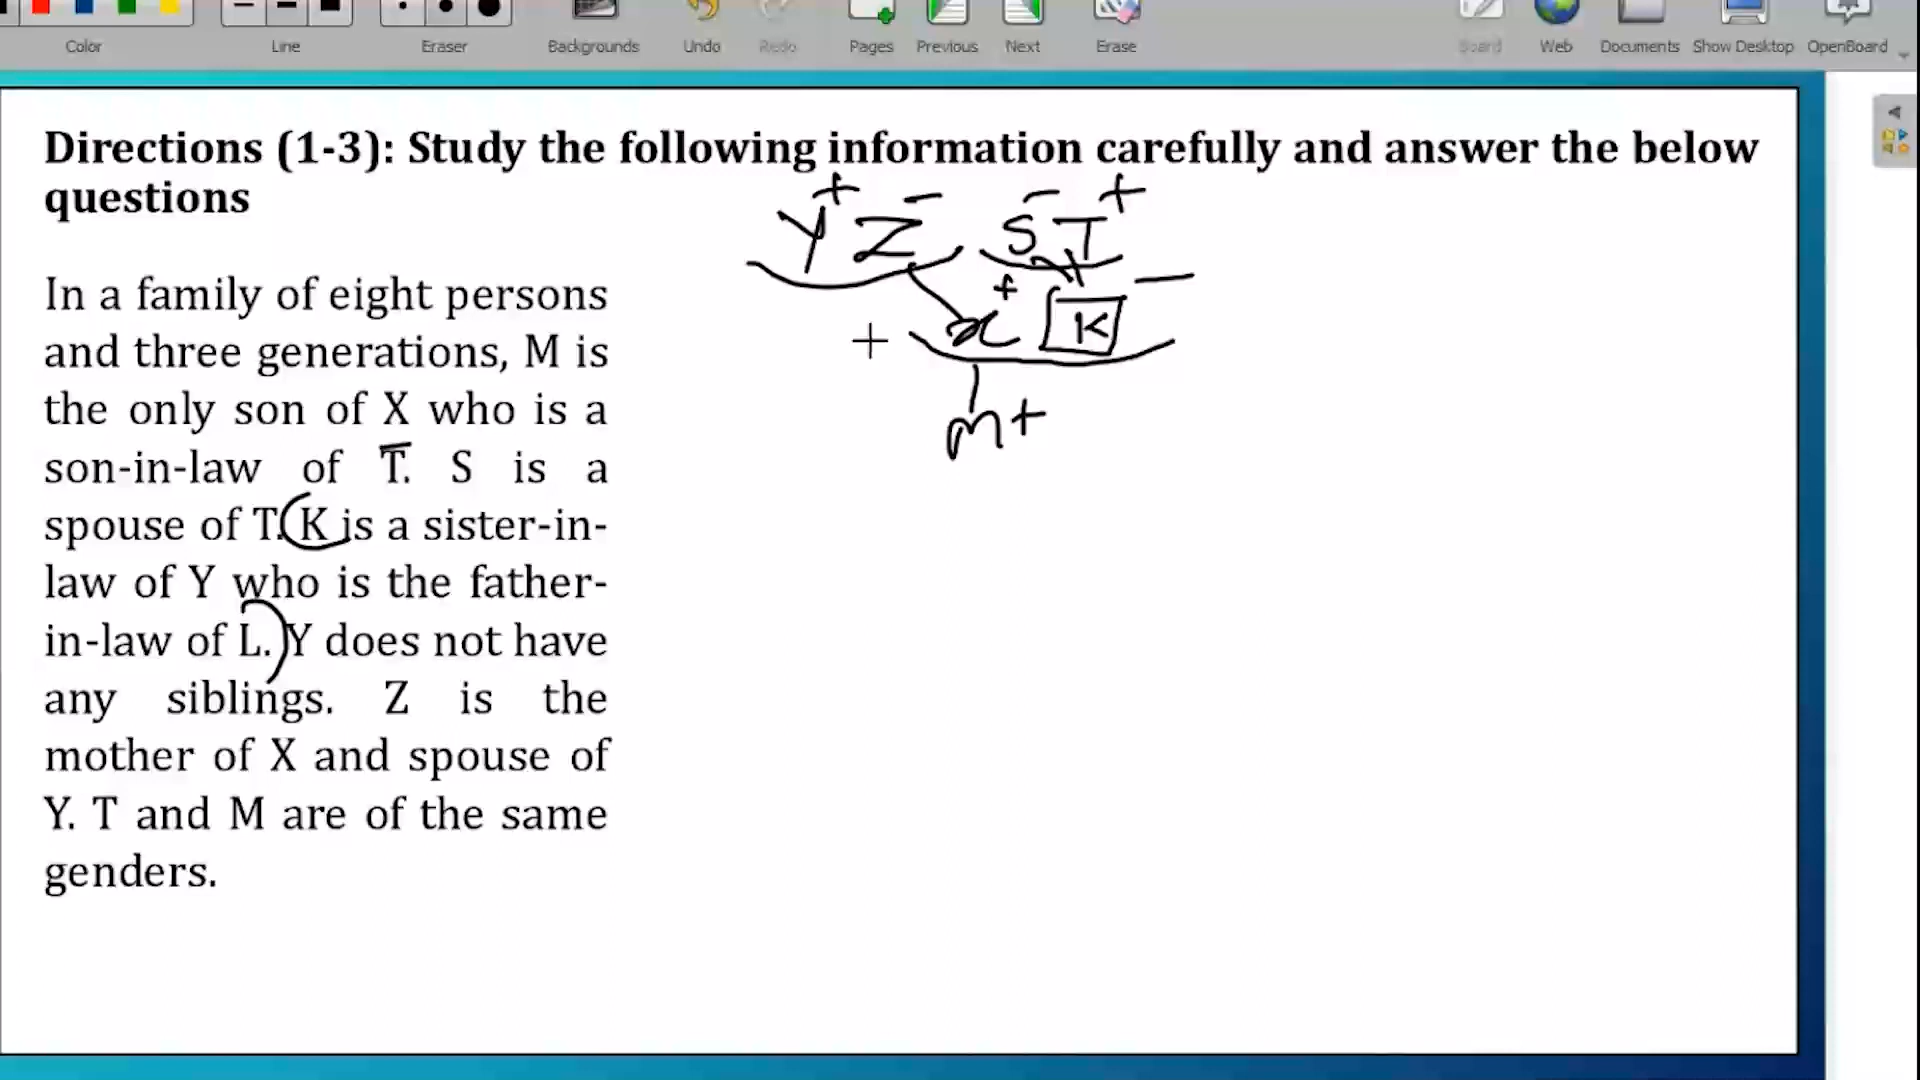 Color Line Eraser Backgrounds Undo Redo Pages Previous Next Erase Board Web Documents Show Desktop OpenBoard
Directions (1-3): Study the following information carefully and answer the below
questions
Y+ Z- S- T+
In a family of eight persons
and three generations, M is
the only son of X who is a
son-in-law of T. S is a
spouse of T. K is a sister-in-
law of Y who is the father-
in-law of L. Y does not have
any siblings. Z is the
mother of X and spouse of
Y. T and M are of the same
genders.
+ x K -
m+